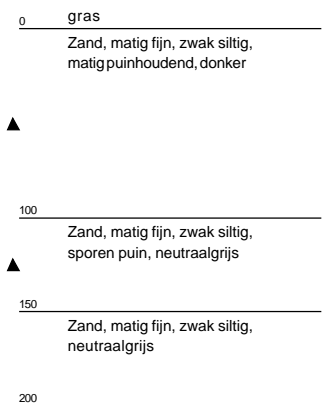 0 gras
Zand, matig fijn, zwak siltig,
matig puinhoudend, donker
100
Zand, matig fijn, zwak siltig,
sporen puin, neutraalgrijs
150
Zand, matig fijn, zwak siltig,
neutraalgrijs
200